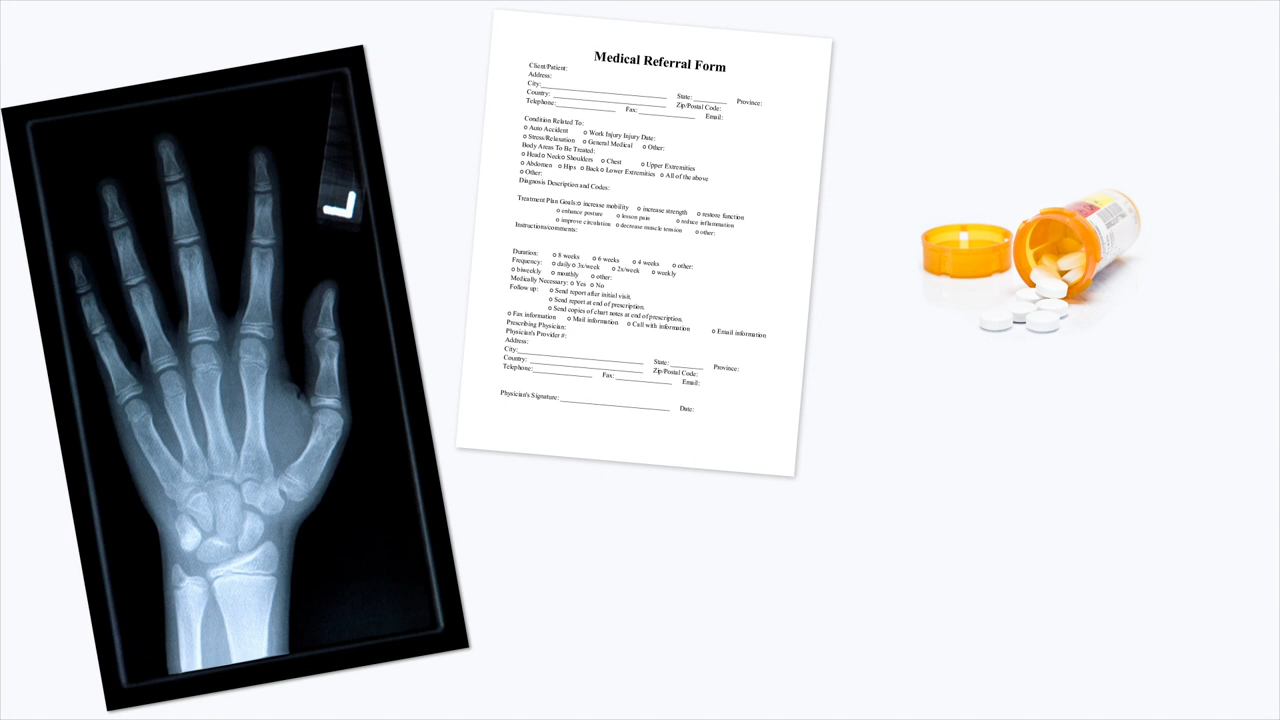 L
Medical Referral Form
Client/Patient:
Address:
City: State: Province:
Country: Zip/Postal Code:
Telephone: Fax: Email:
Condition Related To:
o Auto Accident o Work Injury Injury Date:
o Stress/Relaxation o General Medical o Other:
Body Areas To Be Treated:
o Head o Neck o Shoulders o Chest o Upper Extremities
o Abdomen o Hips o Back o Lower Extremities o All of the above
o Other:
Diagnosis Description and Codes:
Treatment Plan Goals: o increase mobility o increase strength o restore function
o enhance posture o lesson pain o reduce inflammation
o improve circulation o decrease muscle tension o other:
Instructions/comments:
Duration: o 8 weeks o 6 weeks o 4 weeks o other:
Frequency: o daily o 3x/week o 2x/week o weekly
o biweekly o monthly o other:
Medically Necessary: o Yes o No
Follow up: o Send report after initial visit.
o Send report at end of prescription.
o Send copies of chart notes at end of prescription.
o Fax information o Mail information o Call with information o Email information
Prescribing Physician:
Physician's Provider #:
Address:
City: State: Province:
Country: Zip/Postal Code:
Telephone: Fax: Email:
Physician's Signature: Date: